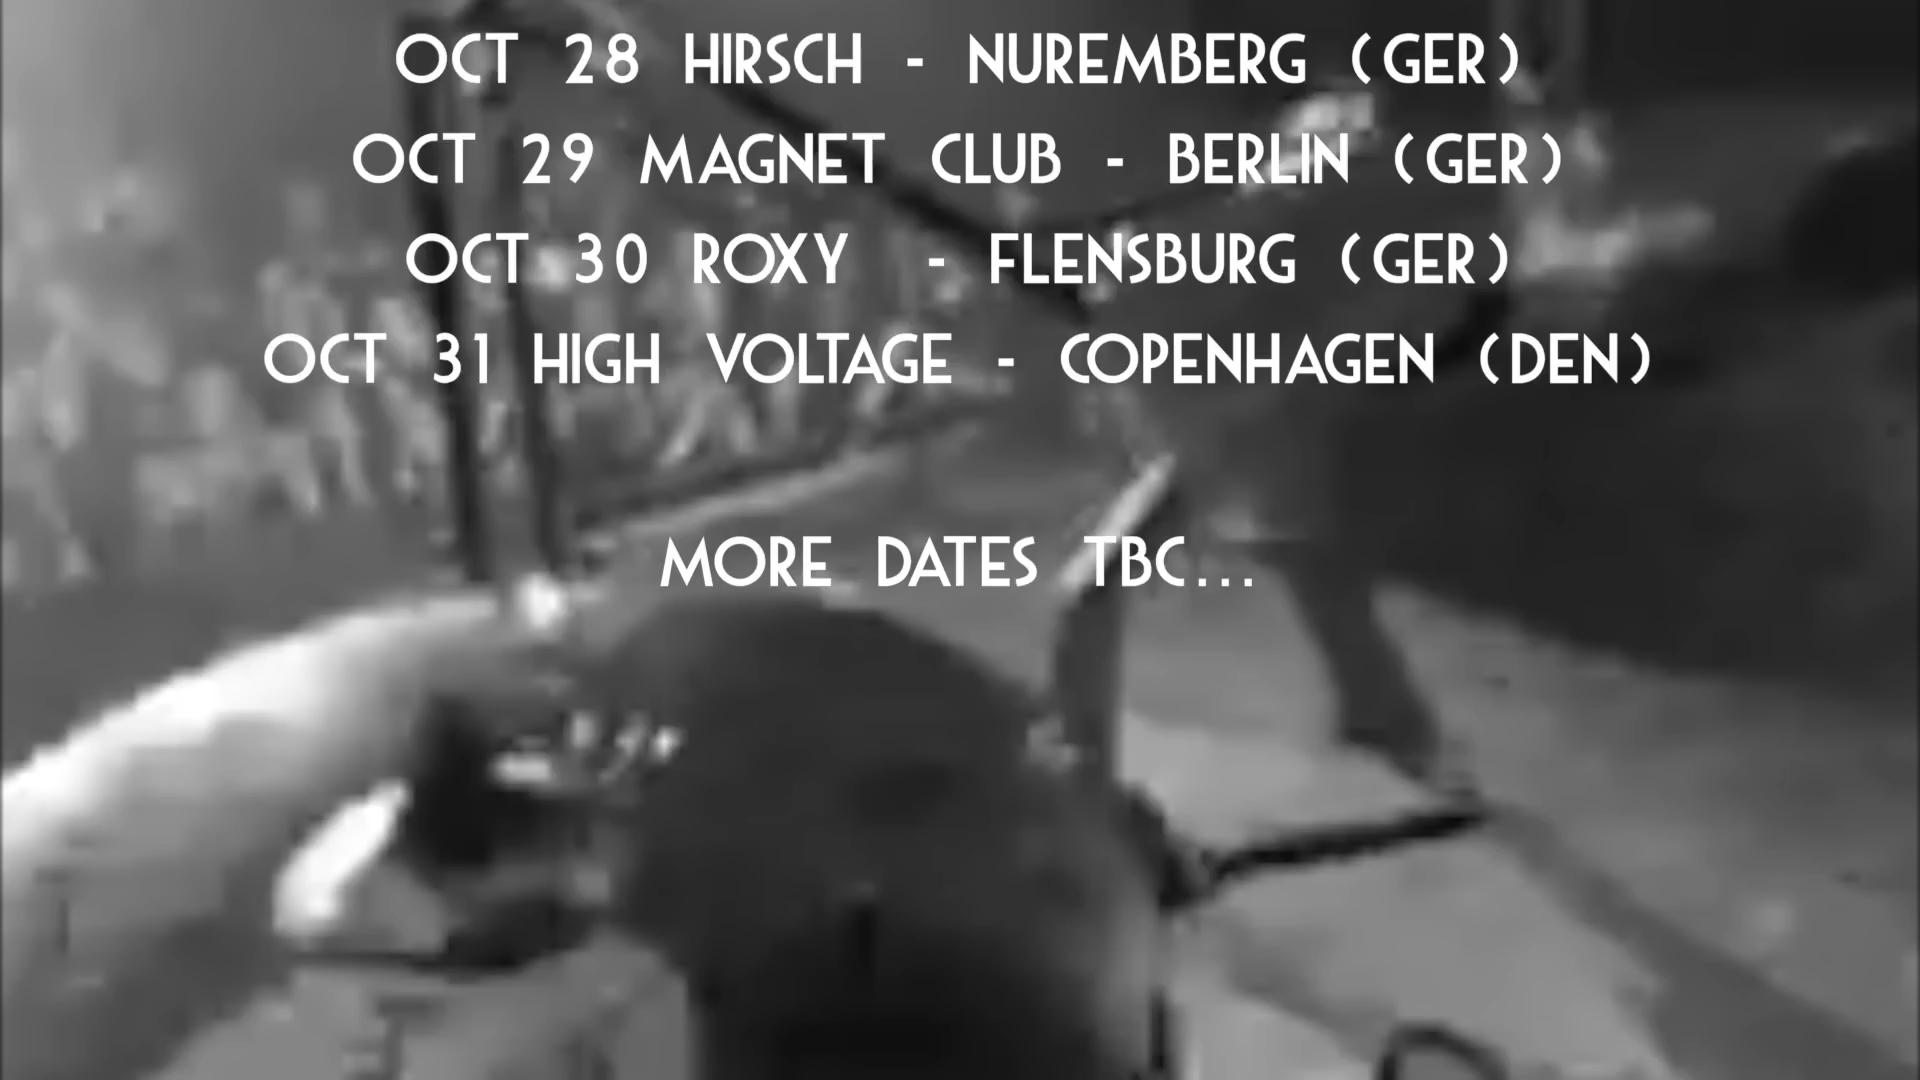 OCT 28 HIRSCH - NUREMBERG (GER)
OCT 29 MAGNET CLUB - BERLIN (GER)
OCT 30 ROXY - FLENSBURG (GER)
OCT 31 HIGH VOLTAGE - COPENHAGEN (DEN)
MORE DATES TBC...